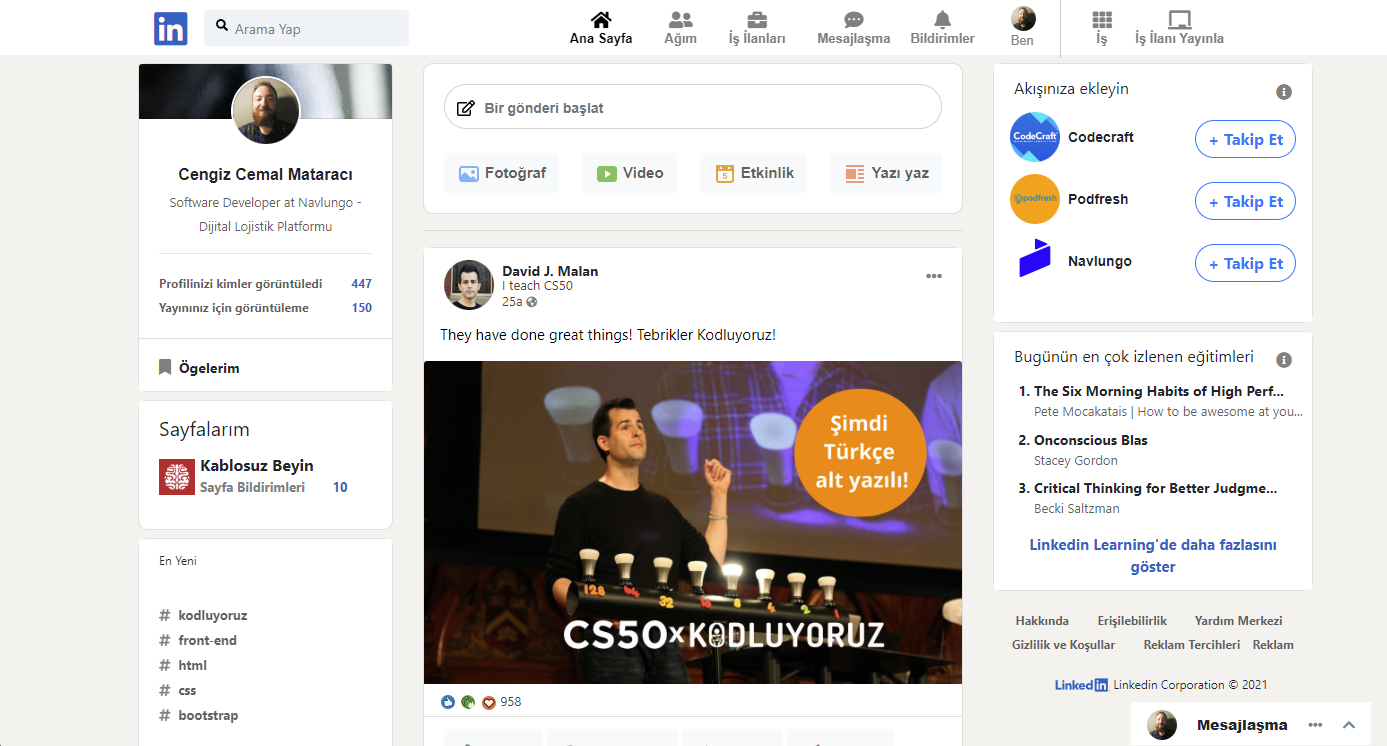 in
Arama Yap
Ana Sayfa
Ağım
İş İlanları
Mesajlaşma
Bildirimler
Ben
İş
İş İlanı Yayınla
Cengiz Cemal Mataracı
Software Developer at Navlungo -
Dijital Lojistik Platformu
Profilinizi kimler görüntüledi 447
Yayınınız için görüntüleme 150
Ögelerim
Sayfalarım
Kablosuz Beyin
Sayfa Bildirimleri 10
En Yeni
# kodluyoruz
# front-end
# html
# css
# bootstrap
Bir gönderi başlat
Fotoğraf
Video
5
Etkinlik
Yazı yaz
David J. Malan
I teach CS50
25a
They have done great things! Tebrikler Kodluyoruz!
Şimdi
Türkçe
alt yazılı!
128 64 32 16 8 4 2 1
CS50xKODLUYORUZ
958
Akışınıza ekleyin
CodeCraft
Codecraft
+ Takip Et
podfresh
Podfresh
+ Takip Et
Navlungo
+ Takip Et
Bugünün en çok izlenen eğitimleri
1. The Six Morning Habits of High Perf...
Pete Mocakatais | How to be awesome at you...
2. Onconscious Blas
Stacey Gordon
3. Critical Thinking for Better Judgme...
Becki Saltzman
Linkedin Learning'de daha fazlasını
göster
Hakkında Erişilebilirlik Yardım Merkezi
Gizlilik ve Koşullar Reklam Tercihleri Reklam
Linkedin Linkedin Corporation © 2021
Mesajlaşma